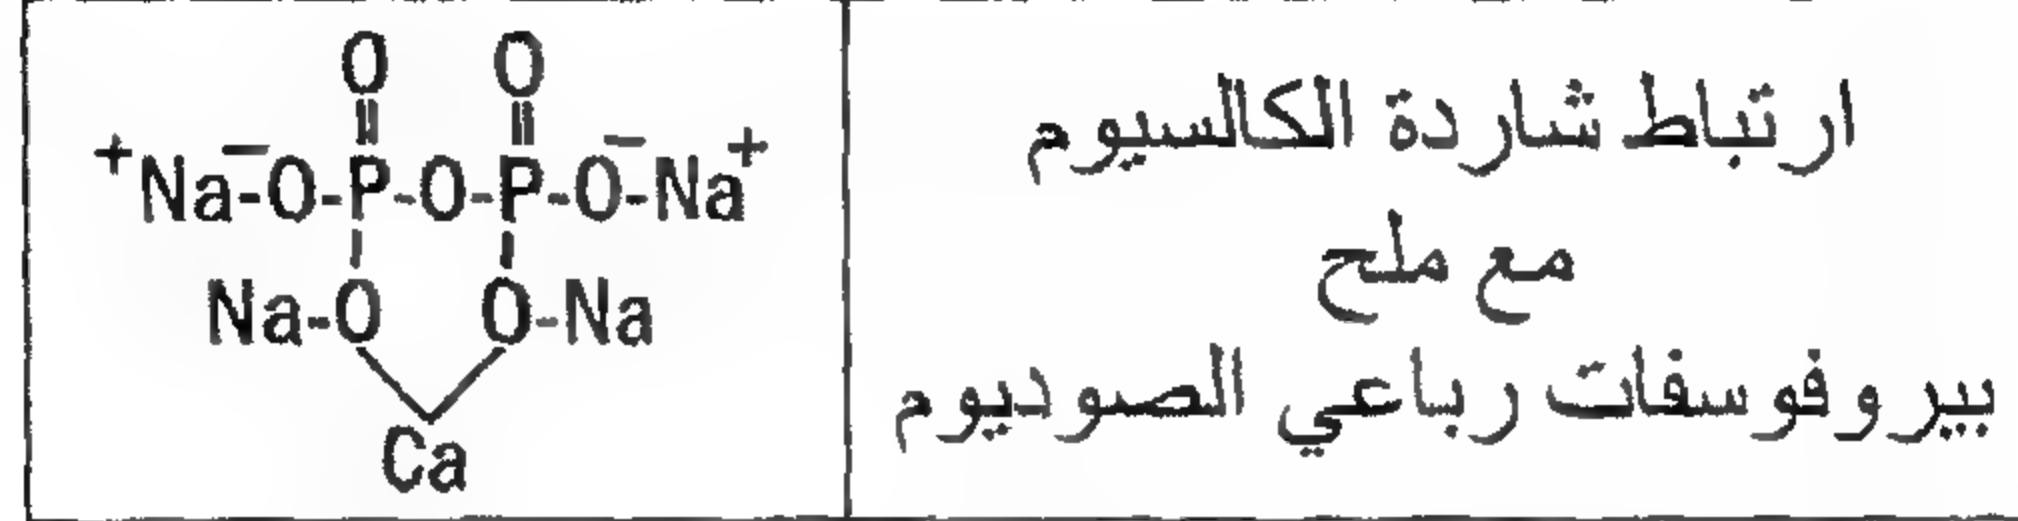 ارتباط شاردة الكالسيوم
مع ملح
بيروفوسفات رباعي الصوديوم
O O
+Na-⁻O-P-O-P-O⁻-Na+
Na-O O-Na
Ca